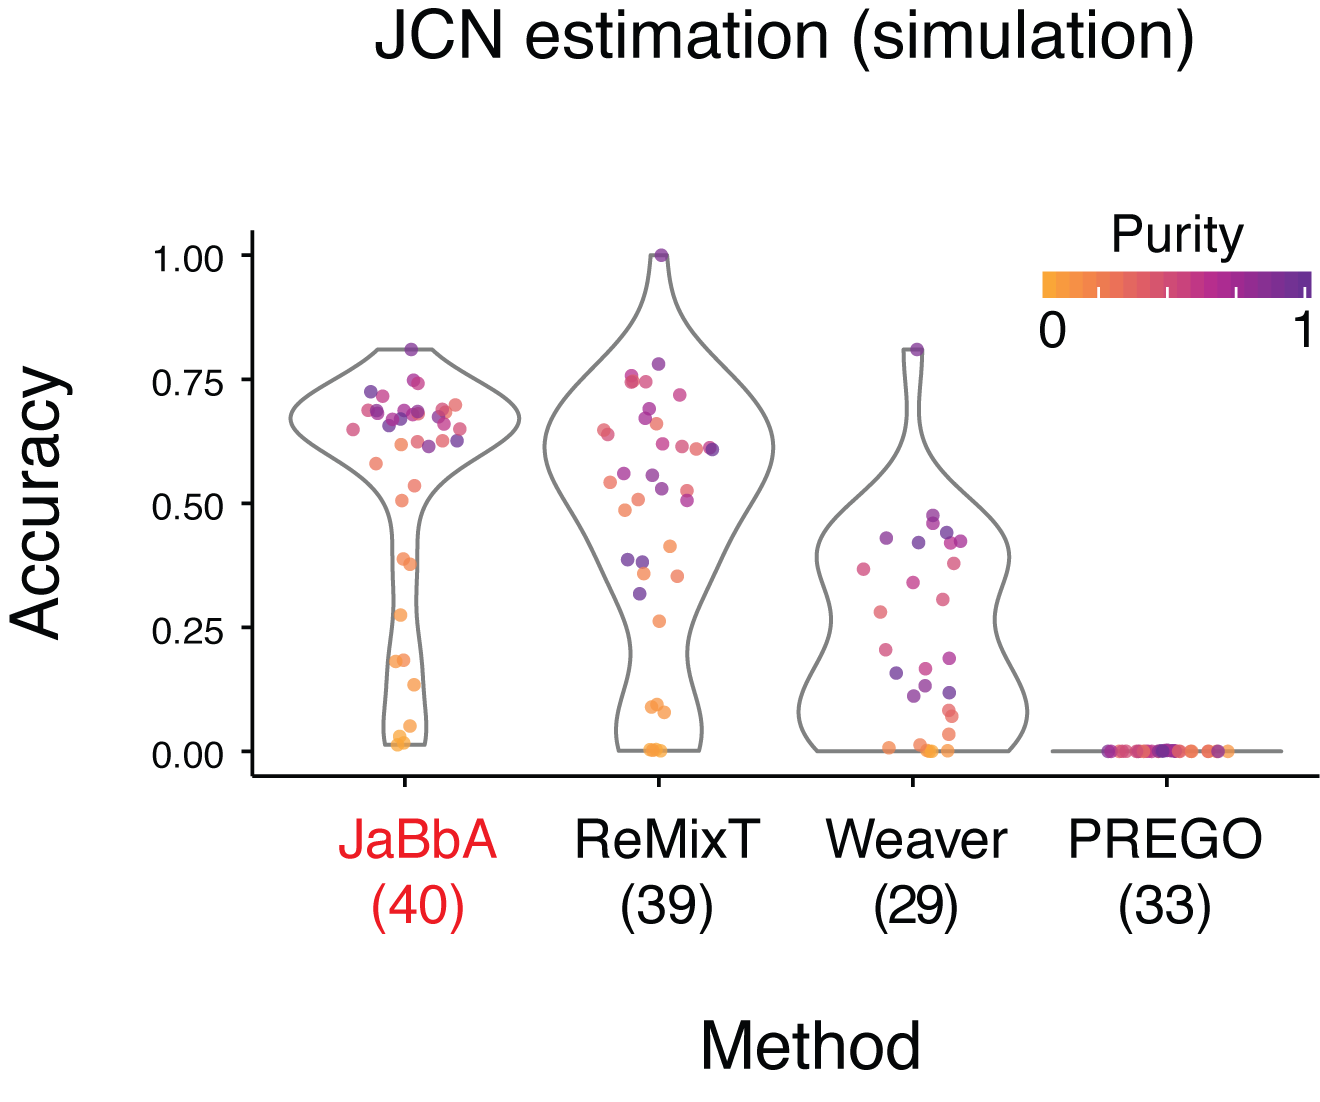 JCN estimation (simulation)
Purity
0 1
1.00
0.75
0.50
0.25
0.00
Accuracy
JaBbA ReMixT Weaver PREGO
(40) (39) (29) (33)
Method